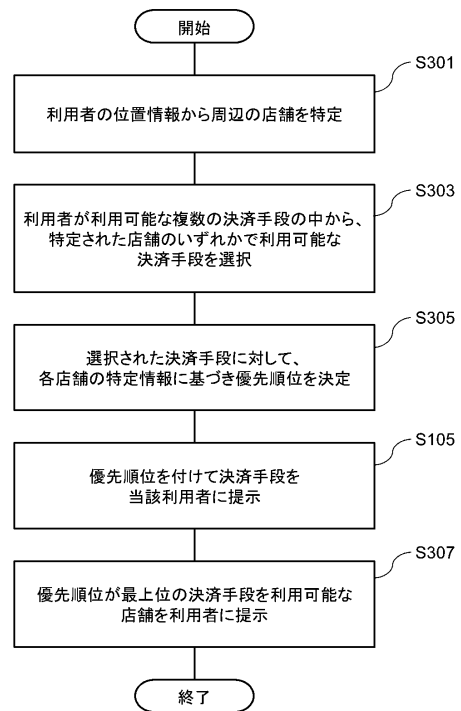 開始
S301
利用者の位置情報から周辺の店舗を特定
S303
利用者が利用可能な複数の決済手段の中から、
特定された店舗のいずれかで利用可能な
決済手段を選択
S305
選択された決済手段に対して、
各店舗の特定情報に基づき優先順位を決定
S105
優先順位を付けて決済手段を
当該利用者に提示
S307
優先順位が最上位の決済手段を利用可能な
店舗を利用者に提示
終了